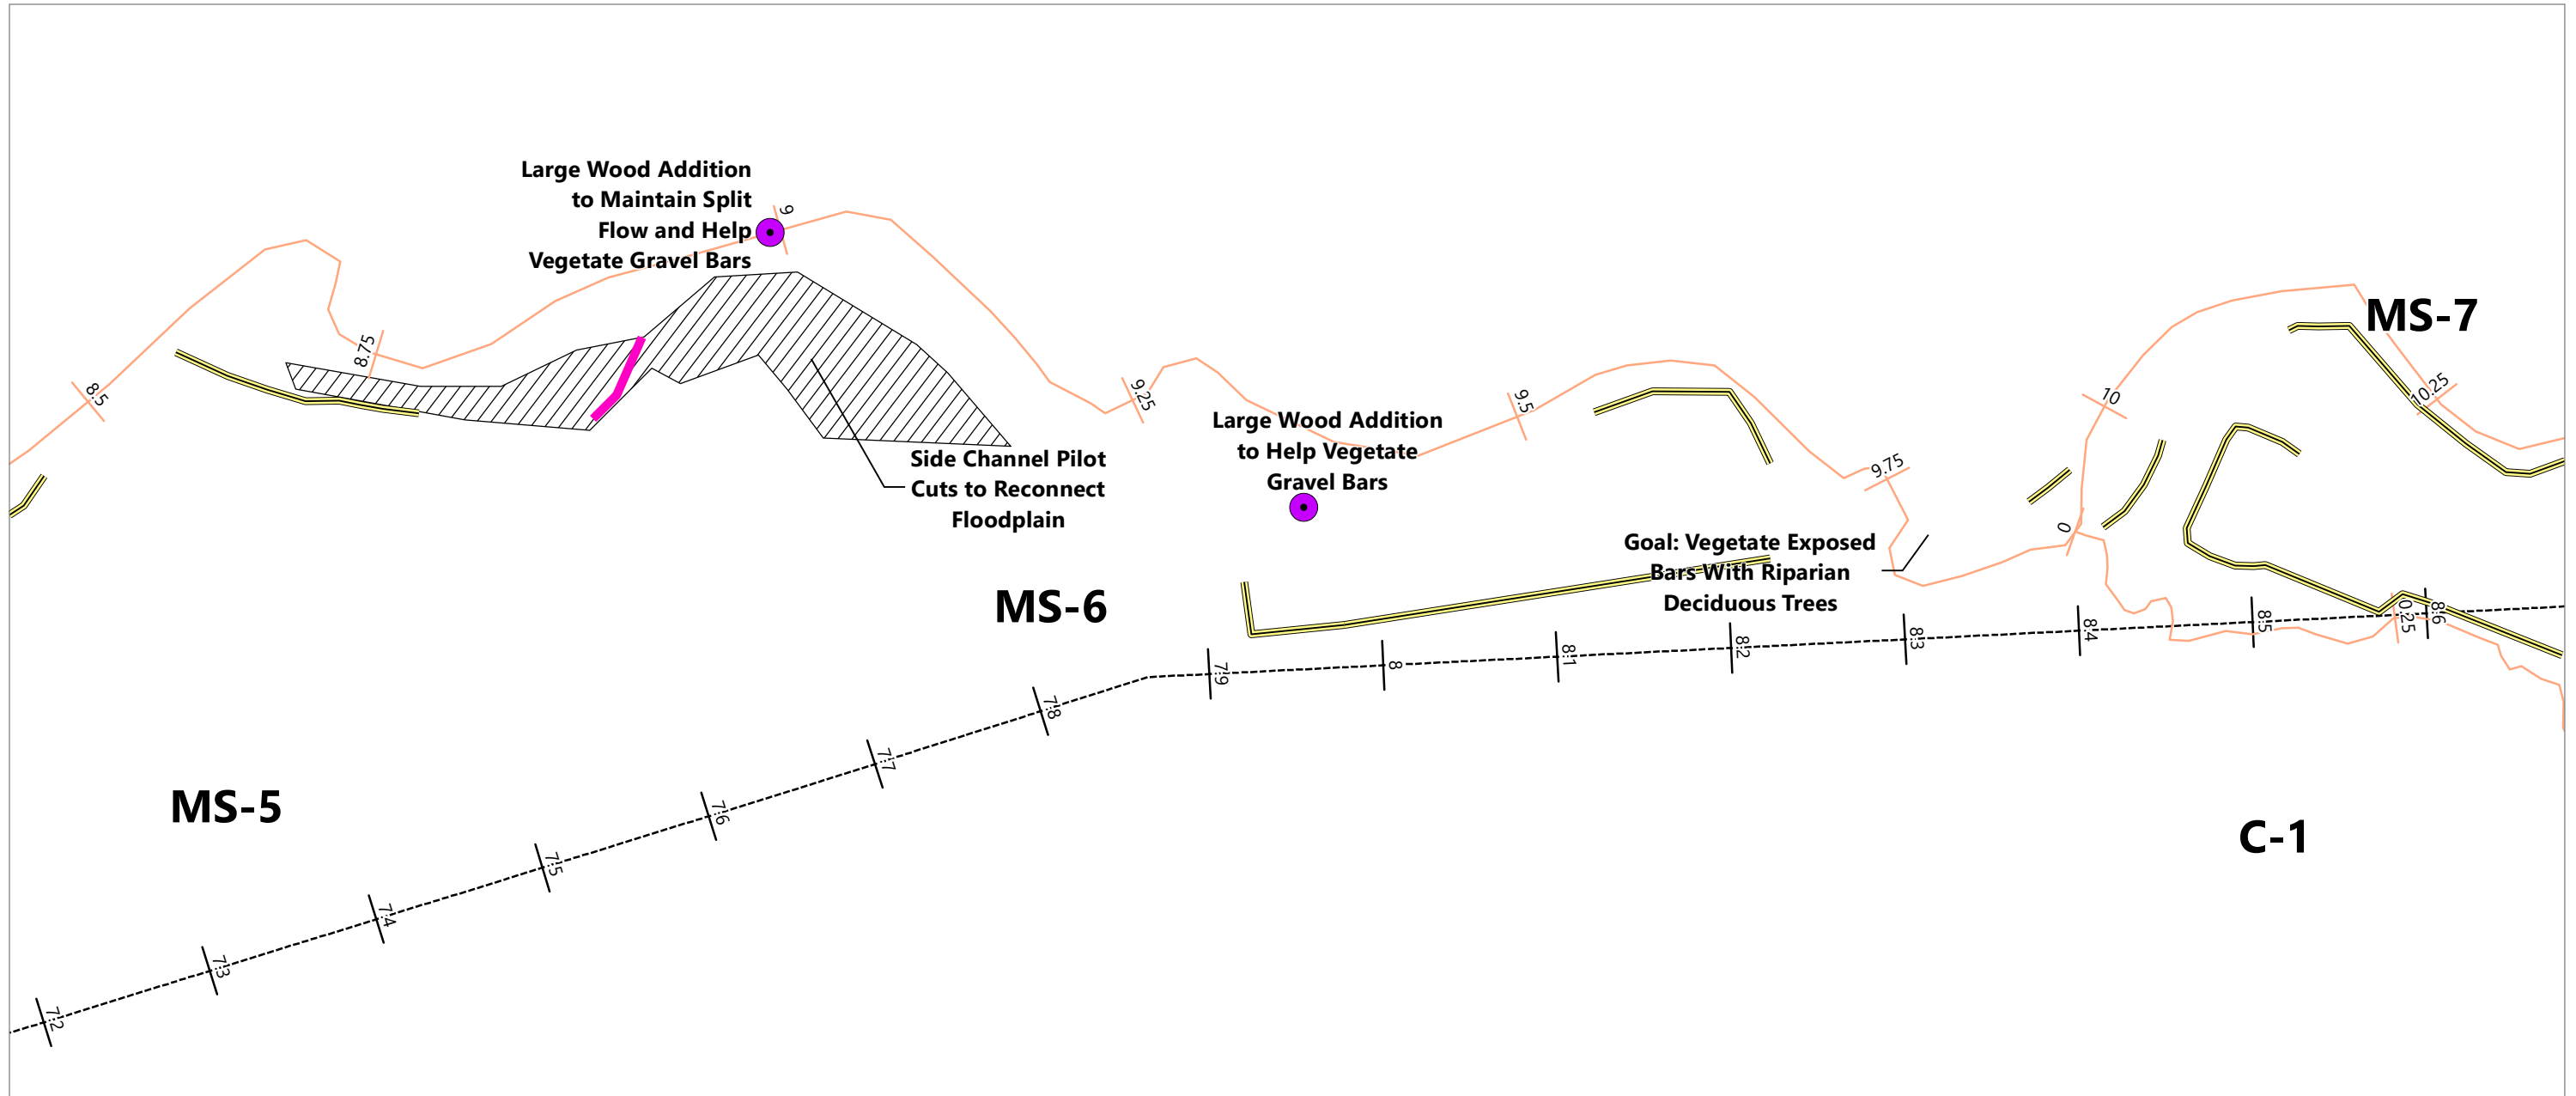 Large Wood Addition
to Maintain Split
Flow and Help
Vegetate Gravel Bars
9
8.5
8.75
9.25
9.5
9.75
10
10.25
MS-7
Large Wood Addition
to Help Vegetate
Gravel Bars
Side Channel Pilot
Cuts to Reconnect
Floodplain
Goal: Vegetate Exposed
Bars With Riparian
Deciduous Trees
0
0.25
MS-6
MS-5
C-1
7.2
7.3
7.4
7.5
7.6
7.7
7.8
7.9
8
8.1
8.2
8.3
8.4
8.5
8.6